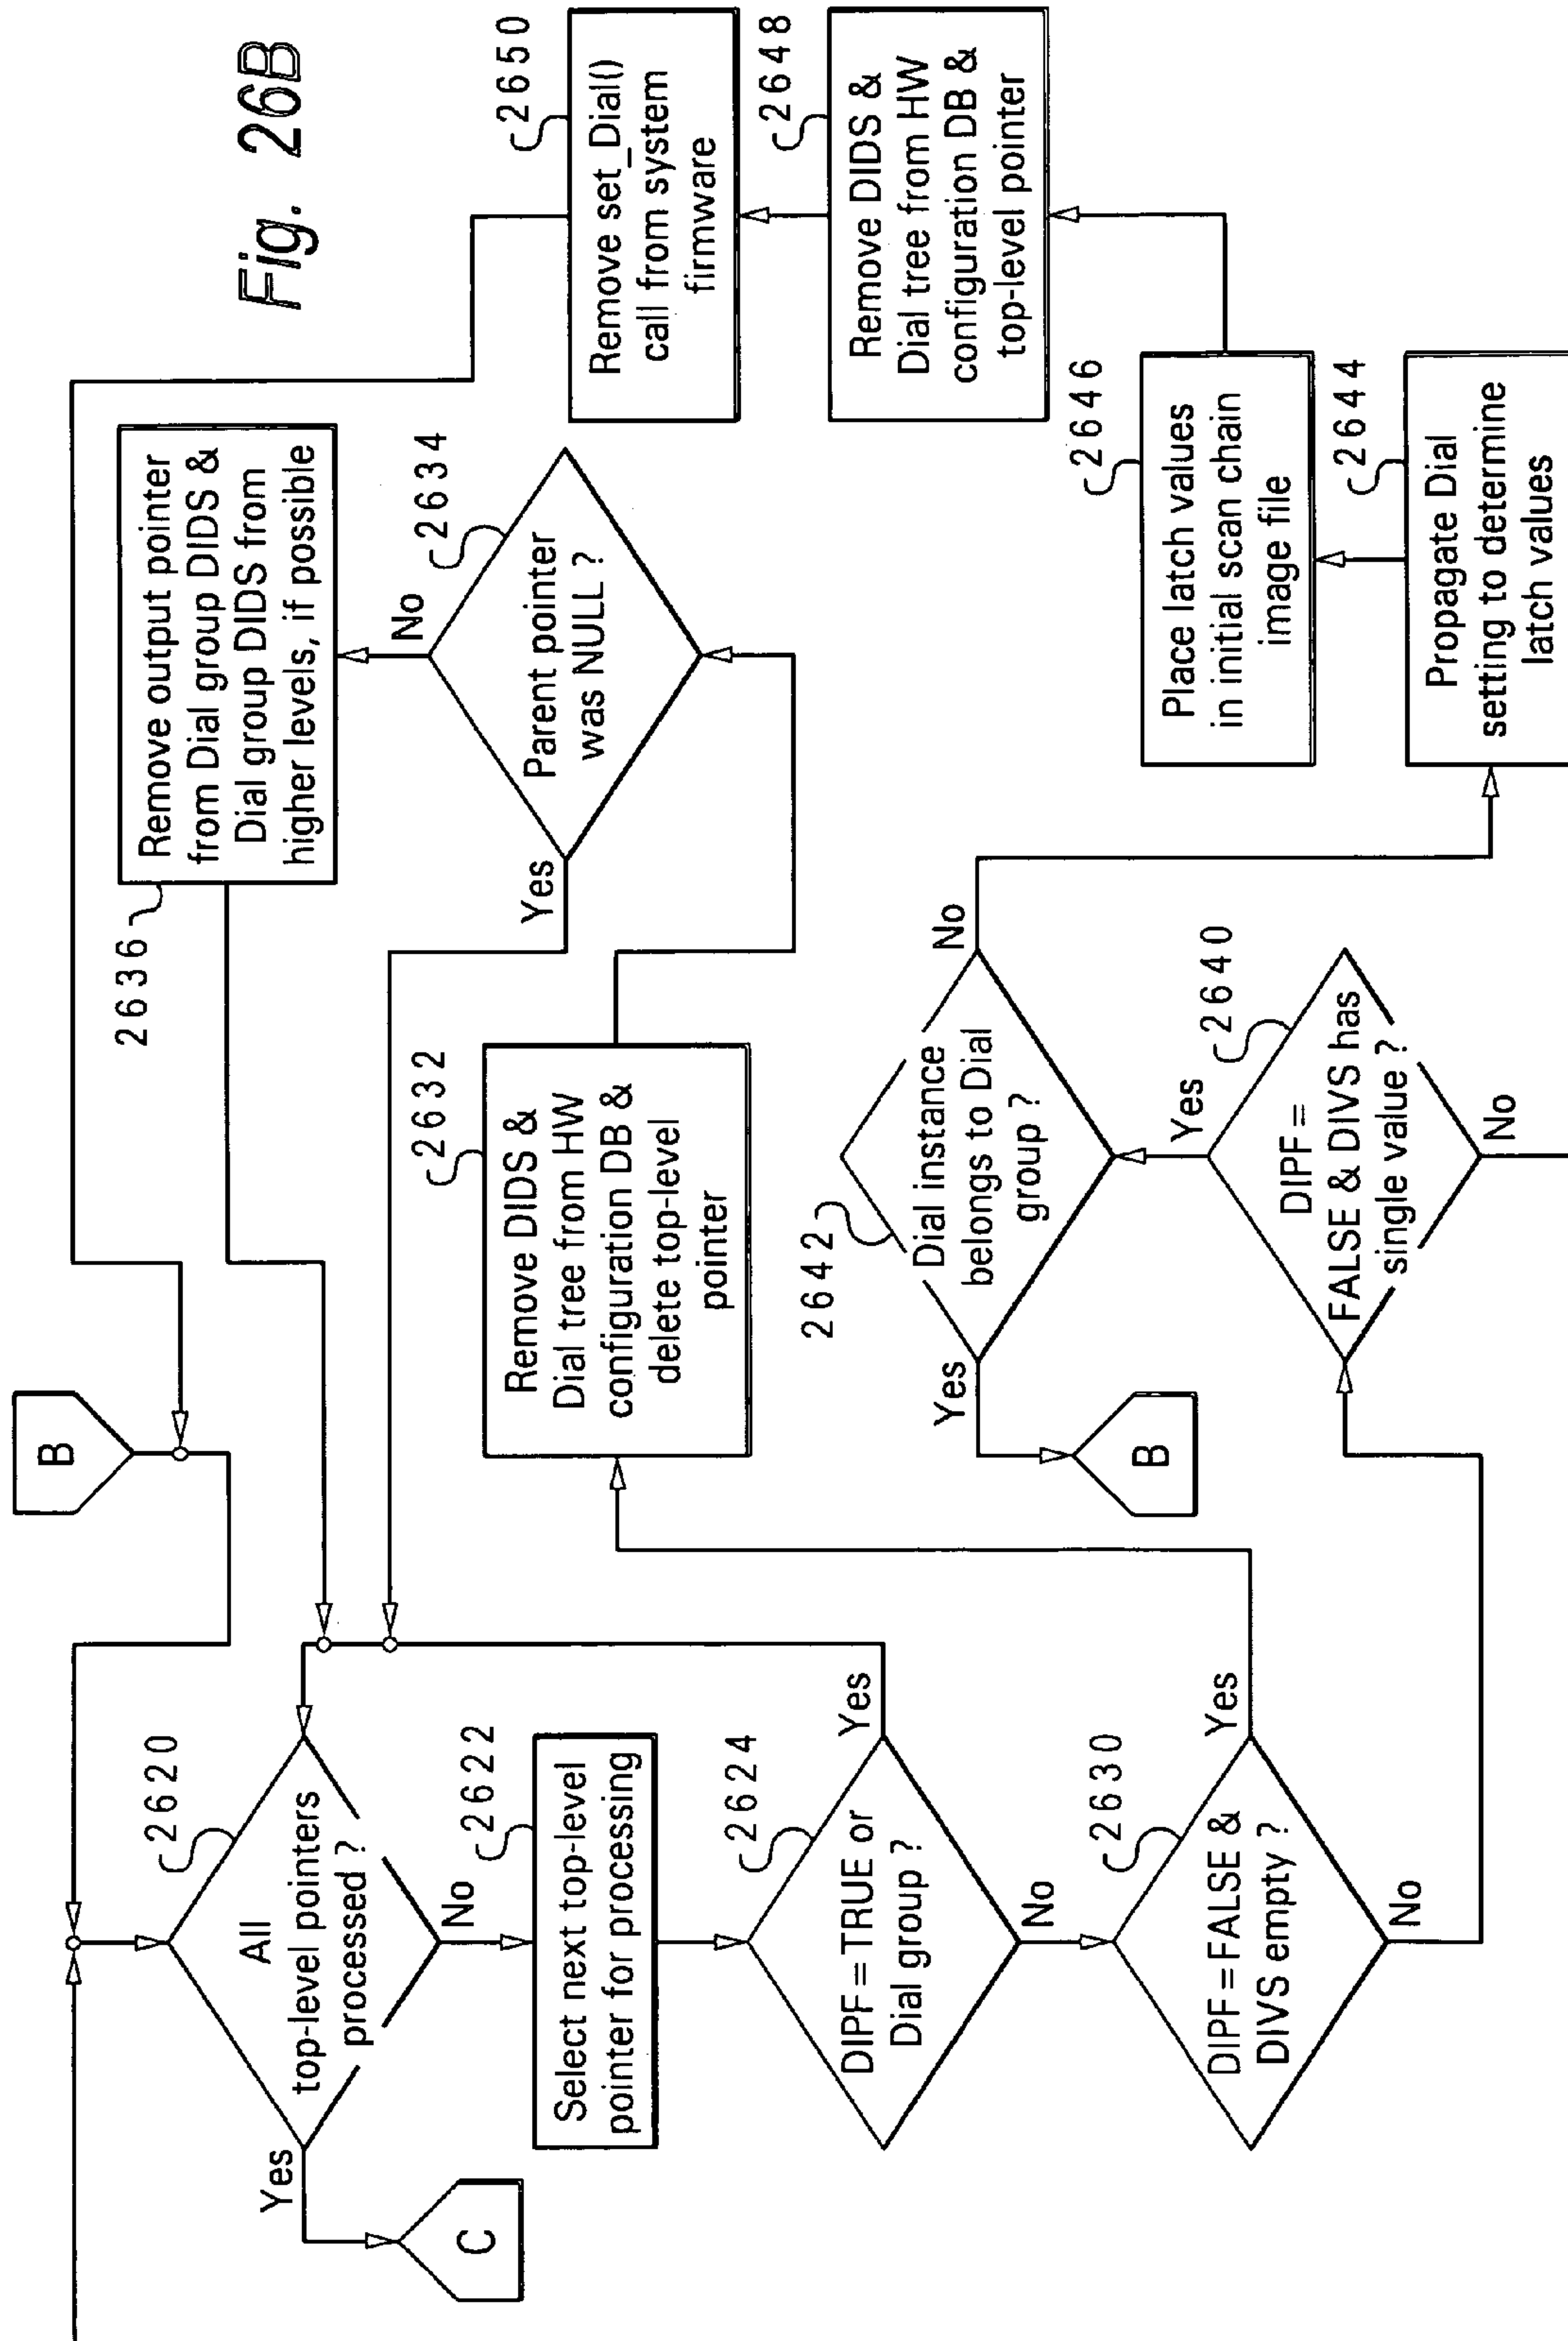 Fig. 26B
B
All
top-level pointers
processed ?
2620
Yes
C
No
Select next top-level
pointer for processing
2622
DIPF = TRUE or
Dial group ?
2624
Yes
No
DIPF = FALSE &
DIVS empty ?
2630
Yes
No
Remove DIDS &
Dial tree from HW
configuration DB &
delete top-level
pointer
2632
Parent pointer
was NULL ?
2634
Yes
No
Remove output pointer
from Dial group DIDS &
Dial group DIDS from
higher levels, if possible
2636
DIPF =
FALSE & DIVS has
single value ?
2640
Yes
No
Dial instance
belongs to Dial
group ?
2642
Yes
B
No
Propagate Dial
setting to determine
latch values
2644
Place latch values
in initial scan chain
image file
2646
Remove DIDS &
Dial tree from HW
configuration DB &
top-level pointer
2648
Remove set_Dial()
call from system
firmware
2650